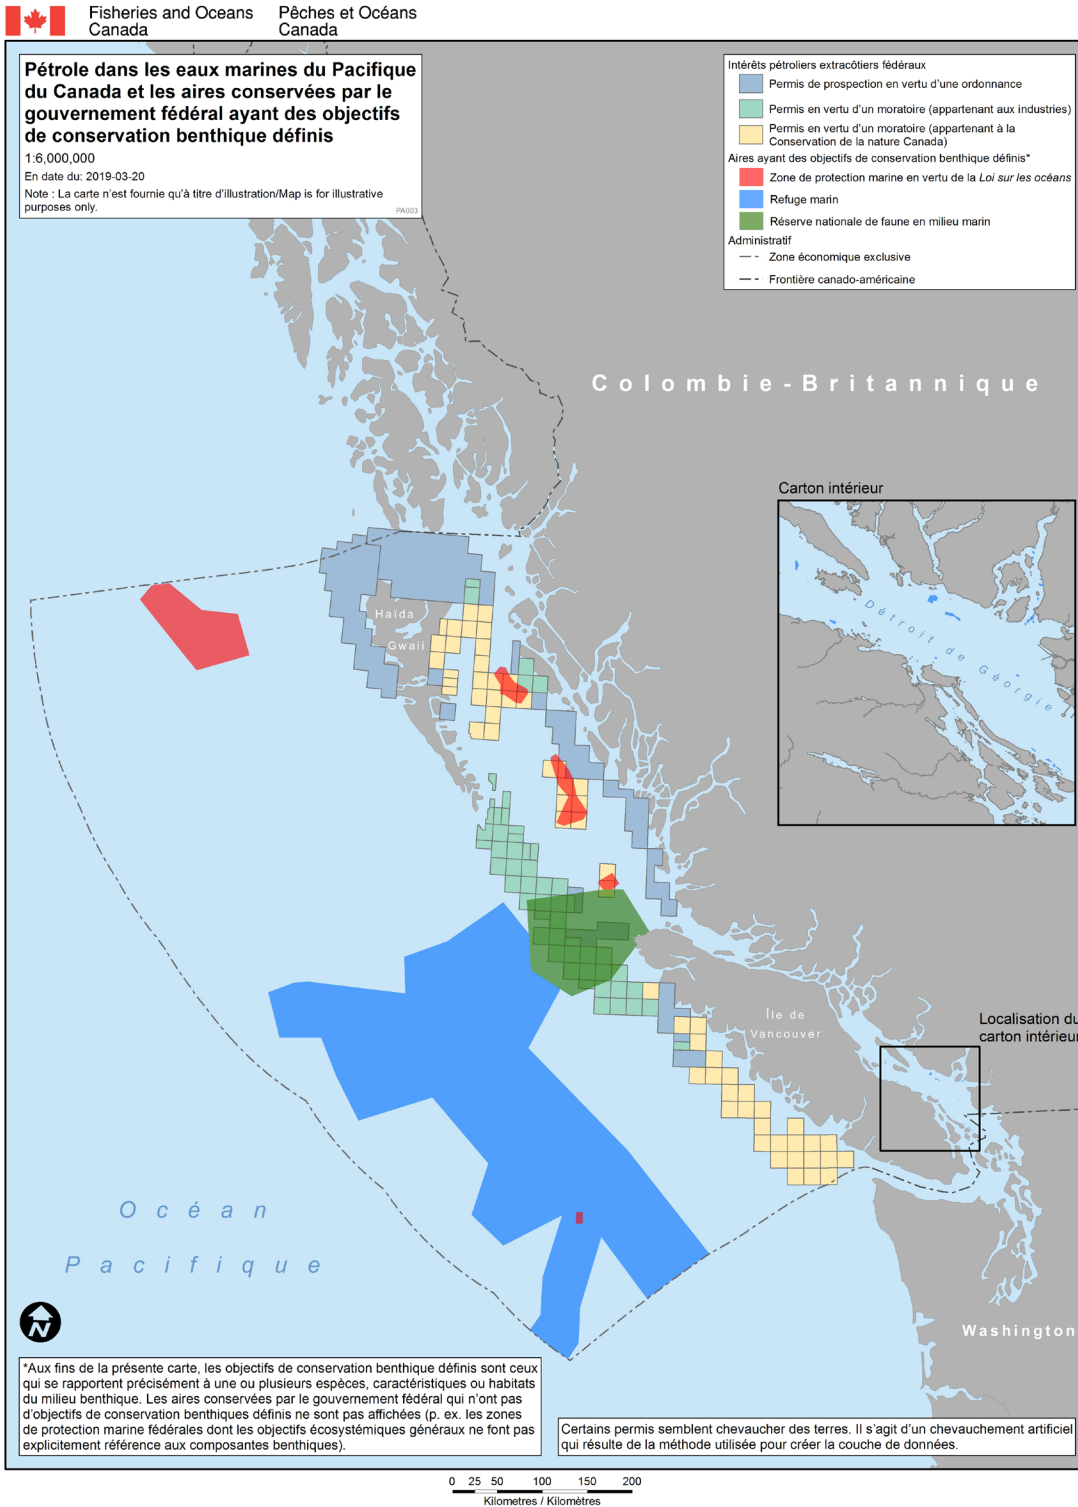 Fisheries and Oceans
Canada
Pêches et Océans
Canada
Pétrole dans les eaux marines du Pacifique
du Canada et les aires conservées par le
gouvernement fédéral ayant des objectifs
de conservation benthique définis
1:6,000,000
En date du: 2019-03-20
Note : La carte n'est fournie qu'à titre d'illustration/Map is for illustrative
purposes only.
PA003
Intérêts pétroliers extracôtiers fédéraux
Permis de prospection en vertu d'une ordonnance
Permis en vertu d'un moratoire (appartenant aux industries)
Permis en vertu d'un moratoire (appartenant à la
Conservation de la nature Canada)
Aires ayant des objectifs de conservation benthique définis*
Zone de protection marine en vertu de la Loi sur les océans
Refuge marin
Réserve nationale de faune en milieu marin
Administratif
Zone économique exclusive
Frontière canado-américaine
Colombie-Britannique
Carton intérieur
Détroit de Géorgie
Haïda
Gwaii
Île de
Vancouver
Localisation du
carton intérieur
Océan
Pacifique
N
Washington
*Aux fins de la présente carte, les objectifs de conservation benthique définis sont ceux
qui se rapportent précisément à une ou plusieurs espèces, caractéristiques ou habitats
du milieu benthique. Les aires conservées par le gouvernement fédéral qui n'ont pas
d'objectifs de conservation benthiques définis ne sont pas affichées (p. ex. les zones
de protection marine fédérales dont les objectifs écosystémiques généraux ne font pas
explicitement référence aux composantes benthiques).
Certains permis semblent chevaucher des terres. Il s'agit d'un chevauchement artificiel
qui résulte de la méthode utilisée pour créer la couche de données.
0 25 50 100 150 200
Kilometres / Kilomètres